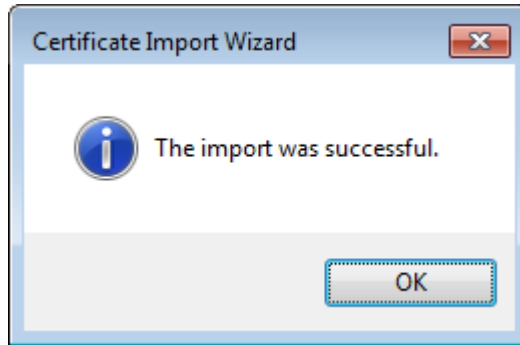 Certificate Import Wizard
The import was successful.
OK